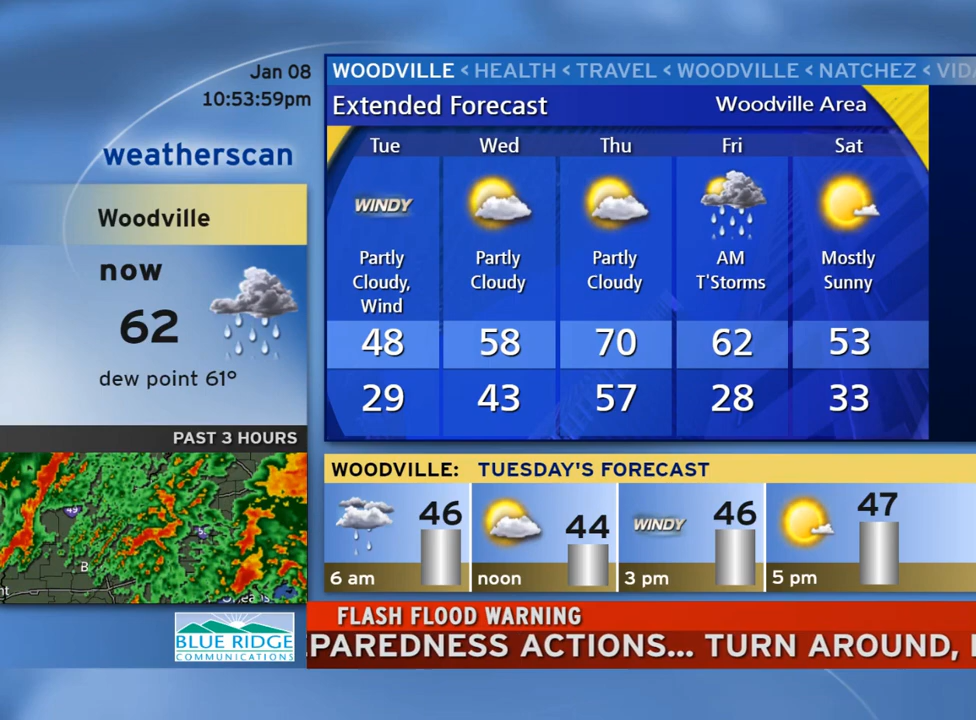 Jan 08
10:53:59pm
weatherscan
Woodville
now
62
dew point 61°
PAST 3 HOURS
49
55
B
BLUE RIDGE
COMMUNICATIONS
WOODVILLE < HEALTH < TRAVEL < WOODVILLE < NATCHEZ < VID
Extended Forecast Woodville Area
Tue Wed Thu Fri Sat
WINDY
Partly Partly Partly AM Mostly
Cloudy, Cloudy Cloudy T'Storms Sunny
Wind
48 58 70 62 53
29 43 57 28 33
WOODVILLE: TUESDAY'S FORECAST
46 44 46 47
WINDY
6 am noon 3 pm 5 pm
FLASH FLOOD WARNING
PAREDNESS ACTIONS... TURN AROUND,